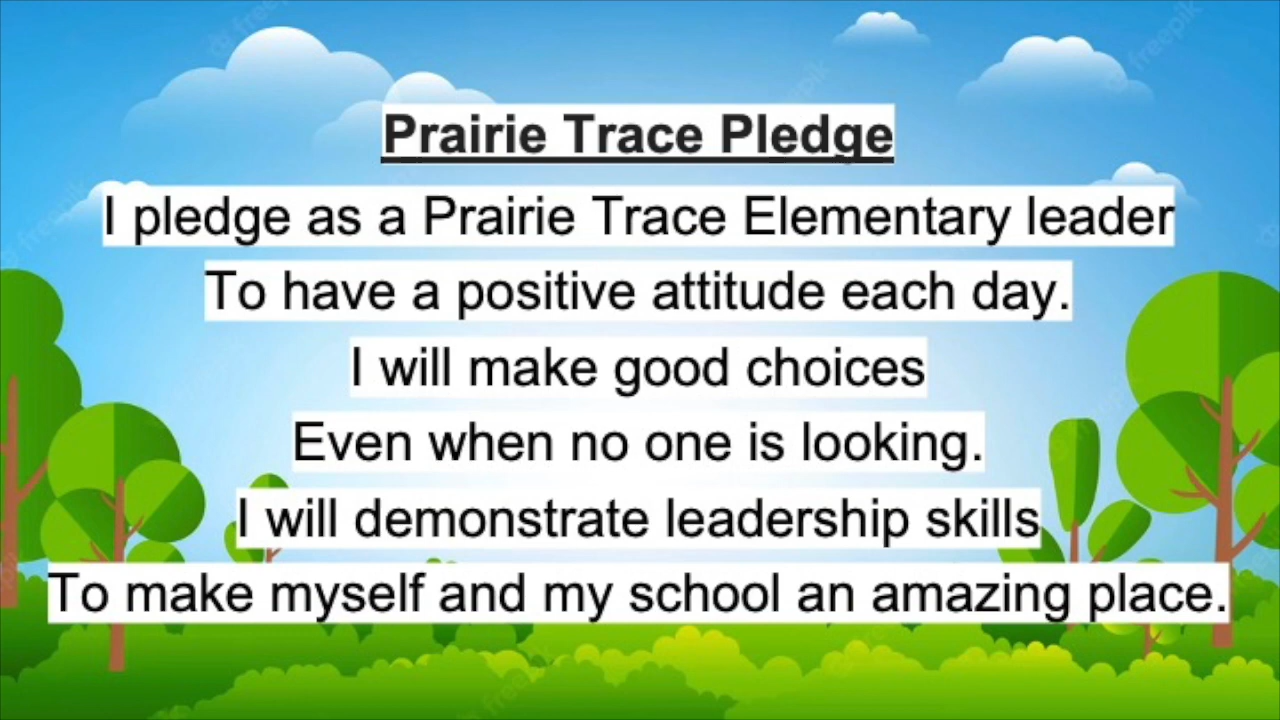 Prairie Trace Pledge
I pledge as a Prairie Trace Elementary leader
To have a positive attitude each day.
I will make good choices
Even when no one is looking.
I will demonstrate leadership skills
To make myself and my school an amazing place.